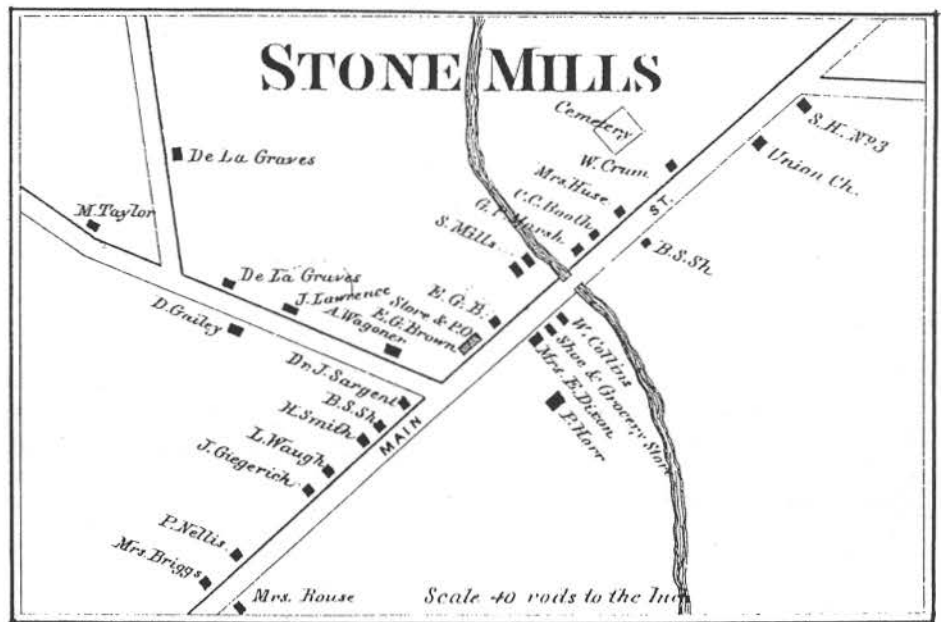 STONE MILLS
Cemetery
S.H. No 3
Union Ch.
W. Crum
De La Graves
Mrs. Huse
C.C. Booth
G.P. Marsh
ST.
S. Mills
B.S.Sh.
M. Taylor
De La Graves
J. Lawrence
A. Wagoner
Store & P.O.
E.G. Brown
E.G.B.
D. Gailey
W. Collins
Shoe & Grocery Store
Mrs. E. Dixon
P. Horr
Dr. J. Sargent
B.S.Sh.
H. Smith
MAIN
L. Waugh
J. Giegerich
P. Nellis
Mrs. Briggs
Mrs. Rouse
Scale 40 rods to the Inch